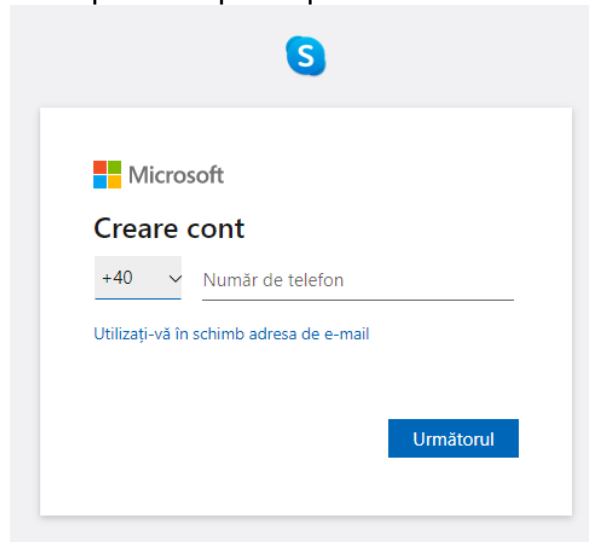 S
Microsoft
Creare cont
+40 Număr de telefon
Utilizați-vă în schimb adresa de e-mail
Următorul